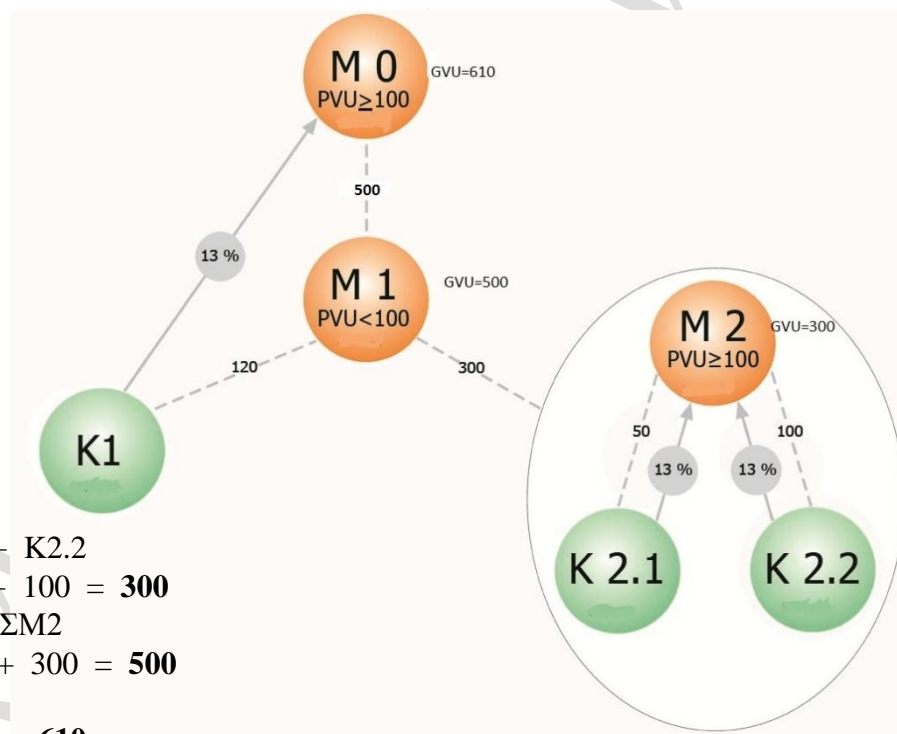 M 0
PVU≥100
GVU=610
500
13 %
M 1
PVU<100
GVU=500
120
300
K1
M 2
PVU≥100
GVU=300
50
100
13 %
13 %
K 2.1
K 2.2
K2.2
100 = 300
ΣM2
+ 300 = 500
610